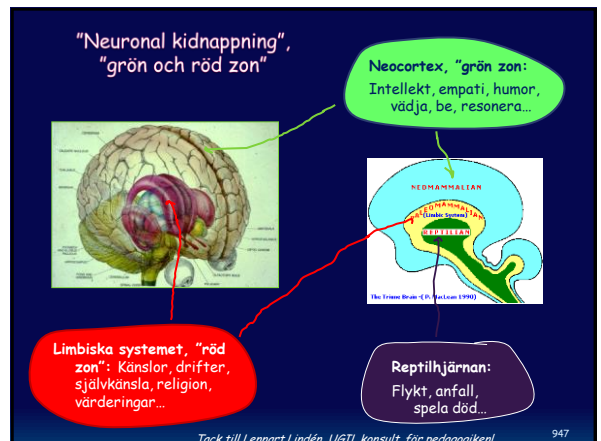 ”Neuronal kidnappning”,
”grön och röd zon”
Neocortex, ”grön zon:
Intellekt, empati, humor,
vädja, be, resonera…
NEOMAMMALIAN
PALEOMAMMALIAN
(Limbic System)
REPTILIAN
The Triune Brain -( P. MacLean 1990)
Limbiska systemet, ”röd
zon”: Känslor, drifter,
självkänsla, religion,
värderingar…
Reptilhjärnan:
Flykt, anfall,
spela död…
Tack till Lennart Lindén, UGIL konsult, för pedagogiken!
947